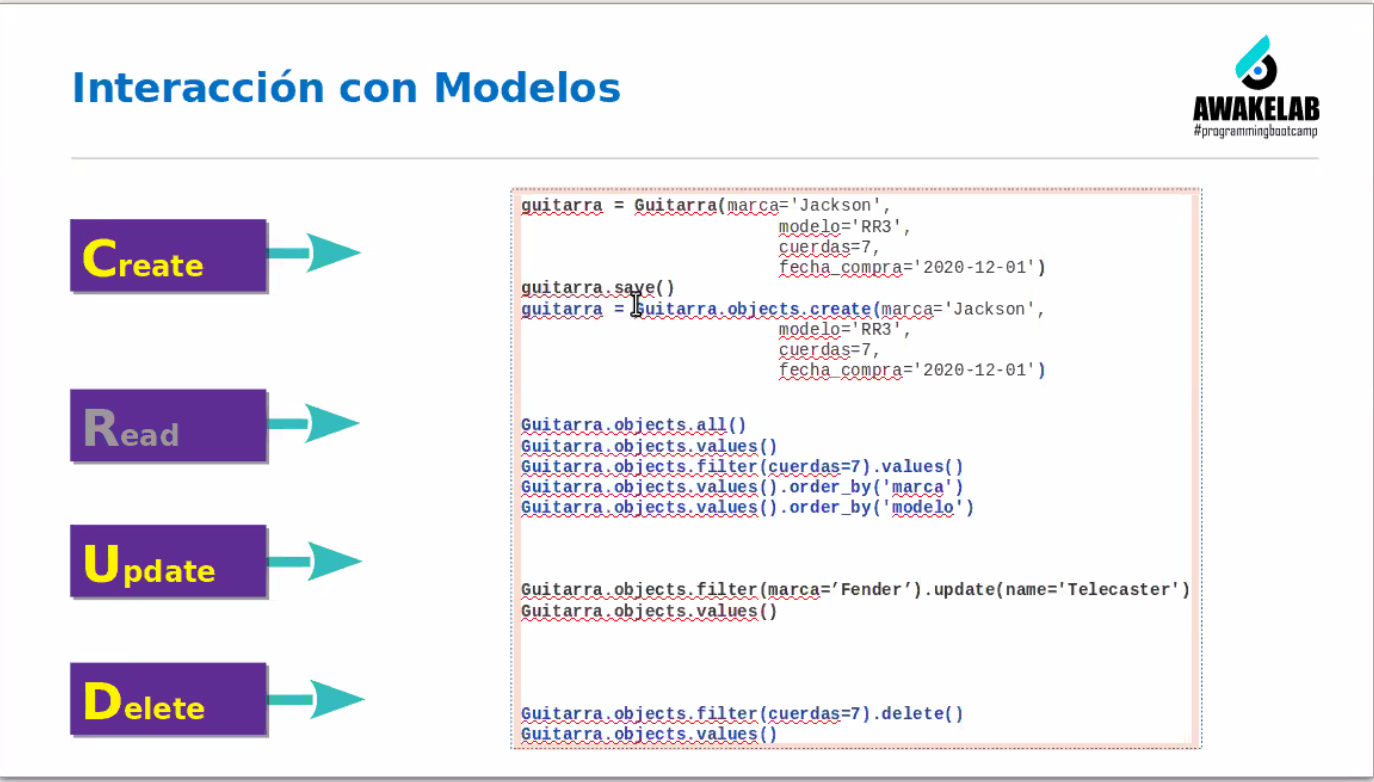 Interacción con Modelos
AWAKELAB
#programmingbootcamp
Create
guitarra = Guitarra(marca='Jackson',
modelo='RR3',
cuerdas=7,
fecha_compra='2020-12-01')
guitarra.save()
guitarra = Guitarra.objects.create(marca='Jackson',
modelo='RR3',
cuerdas=7,
fecha_compra='2020-12-01')
Read
Guitarra.objects.all()
Guitarra.objects.values()
Guitarra.objects.filter(cuerdas=7).values()
Guitarra.objects.values().order_by('marca')
Guitarra.objects.values().order_by('modelo')
Update
Guitarra.objects.filter(marca=’Fender’).update(name='Telecaster')
Guitarra.objects.values()
Delete
Guitarra.objects.filter(cuerdas=7).delete()
Guitarra.objects.values()